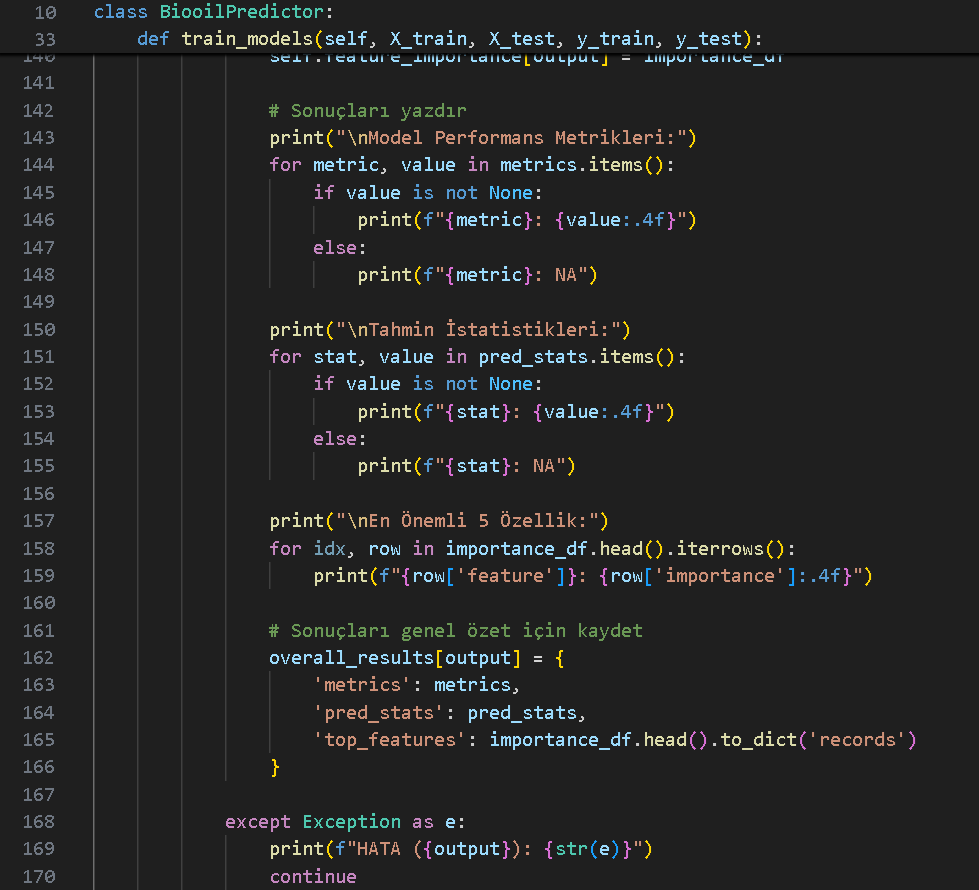 10 class BiooilPredictor:
33     def train_models(self, X_train, X_test, y_train, y_test):
140                 self.feature_importance[output] = importance_df
141
142                 # Sonuçları yazdır
143                 print("\nModel Performans Metrikleri:")
144                 for metric, value in metrics.items():
145                     if value is not None:
146                         print(f"{metric}: {value:.4f}")
147                     else:
148                         print(f"{metric}: NA")
149
150                 print("\nTahmin İstatistikleri:")
151                 for stat, value in pred_stats.items():
152                     if value is not None:
153                         print(f"{stat}: {value:.4f}")
154                     else:
155                         print(f"{stat}: NA")
156
157                 print("\nEn Önemli 5 Özellik:")
158                 for idx, row in importance_df.head().iterrows():
159                     print(f"{row['feature']}: {row['importance']:.4f}")
160
161                 # Sonuçları genel özet için kaydet
162                 overall_results[output] = {
163                     'metrics': metrics,
164                     'pred_stats': pred_stats,
165                     'top_features': importance_df.head().to_dict('records')
166                 }
167
168             except Exception as e:
169                 print(f"HATA ({output}): {str(e)}")
170                 continue